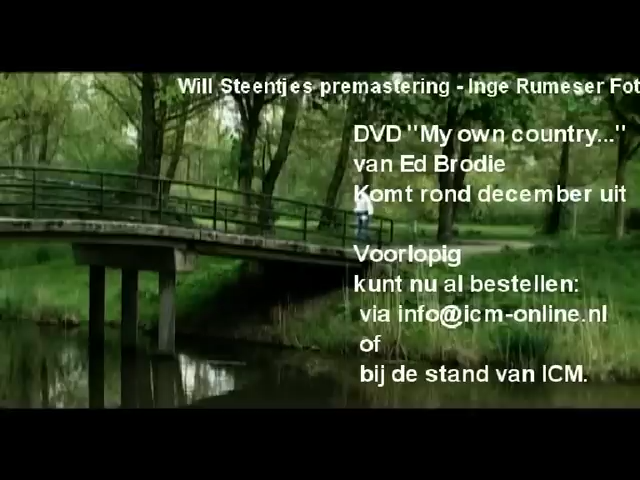 Will Steentjes premastering - Inge Rumeser Fot
DVD "My own country..."
van Ed Brodie
Komt rond december uit
Voorlopig
kunt nu al bestellen:
via info@icm-online.nl
of
bij de stand van ICM.